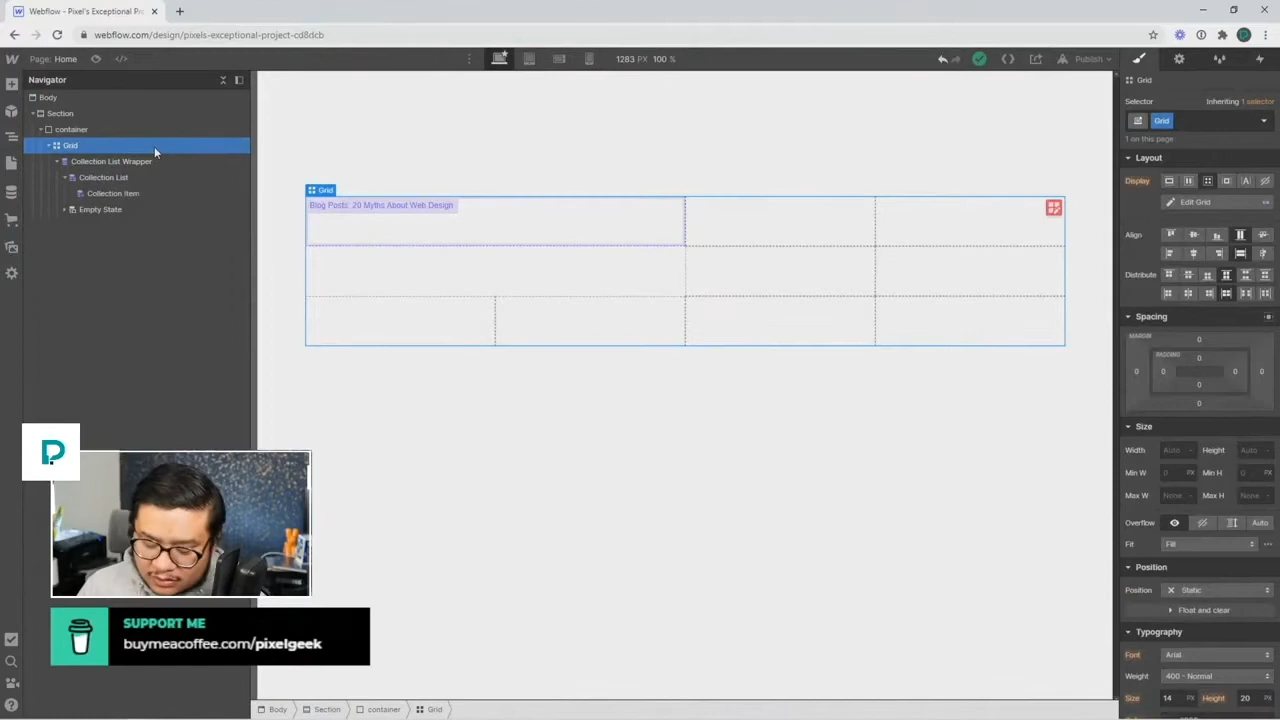 Webflow - Pixel's Exceptional Pro
webflow.com/design/pixels-exceptional-project-cd8dcb
Page: Home
1283 PX 100 %
Publish
Navigator
Body
Section
container
Grid
Collection List Wrapper
Collection List
Collection Item
Empty State
Grid
Blog Posts: 20 Myths About Web Design
Grid
Selector
Inheriting 1 selector
Grid
1 on this page
Layout
Display
Edit Grid
Align
Distribute
Spacing
MARGIN
0
PADDING
0
0
0
0
0
0
0
Size
Width Auto Height Auto
Min W 0 PX Min H 0 PX
Max W None Max H None
Overflow Auto
Fit Fill
Position
Position Static
Float and clear
Typography
Font Arial
Weight 400 - Normal
Size 14 PX Height 20 PX
SUPPORT ME
buymeacoffee.com/pixelgeek
Body Section container Grid